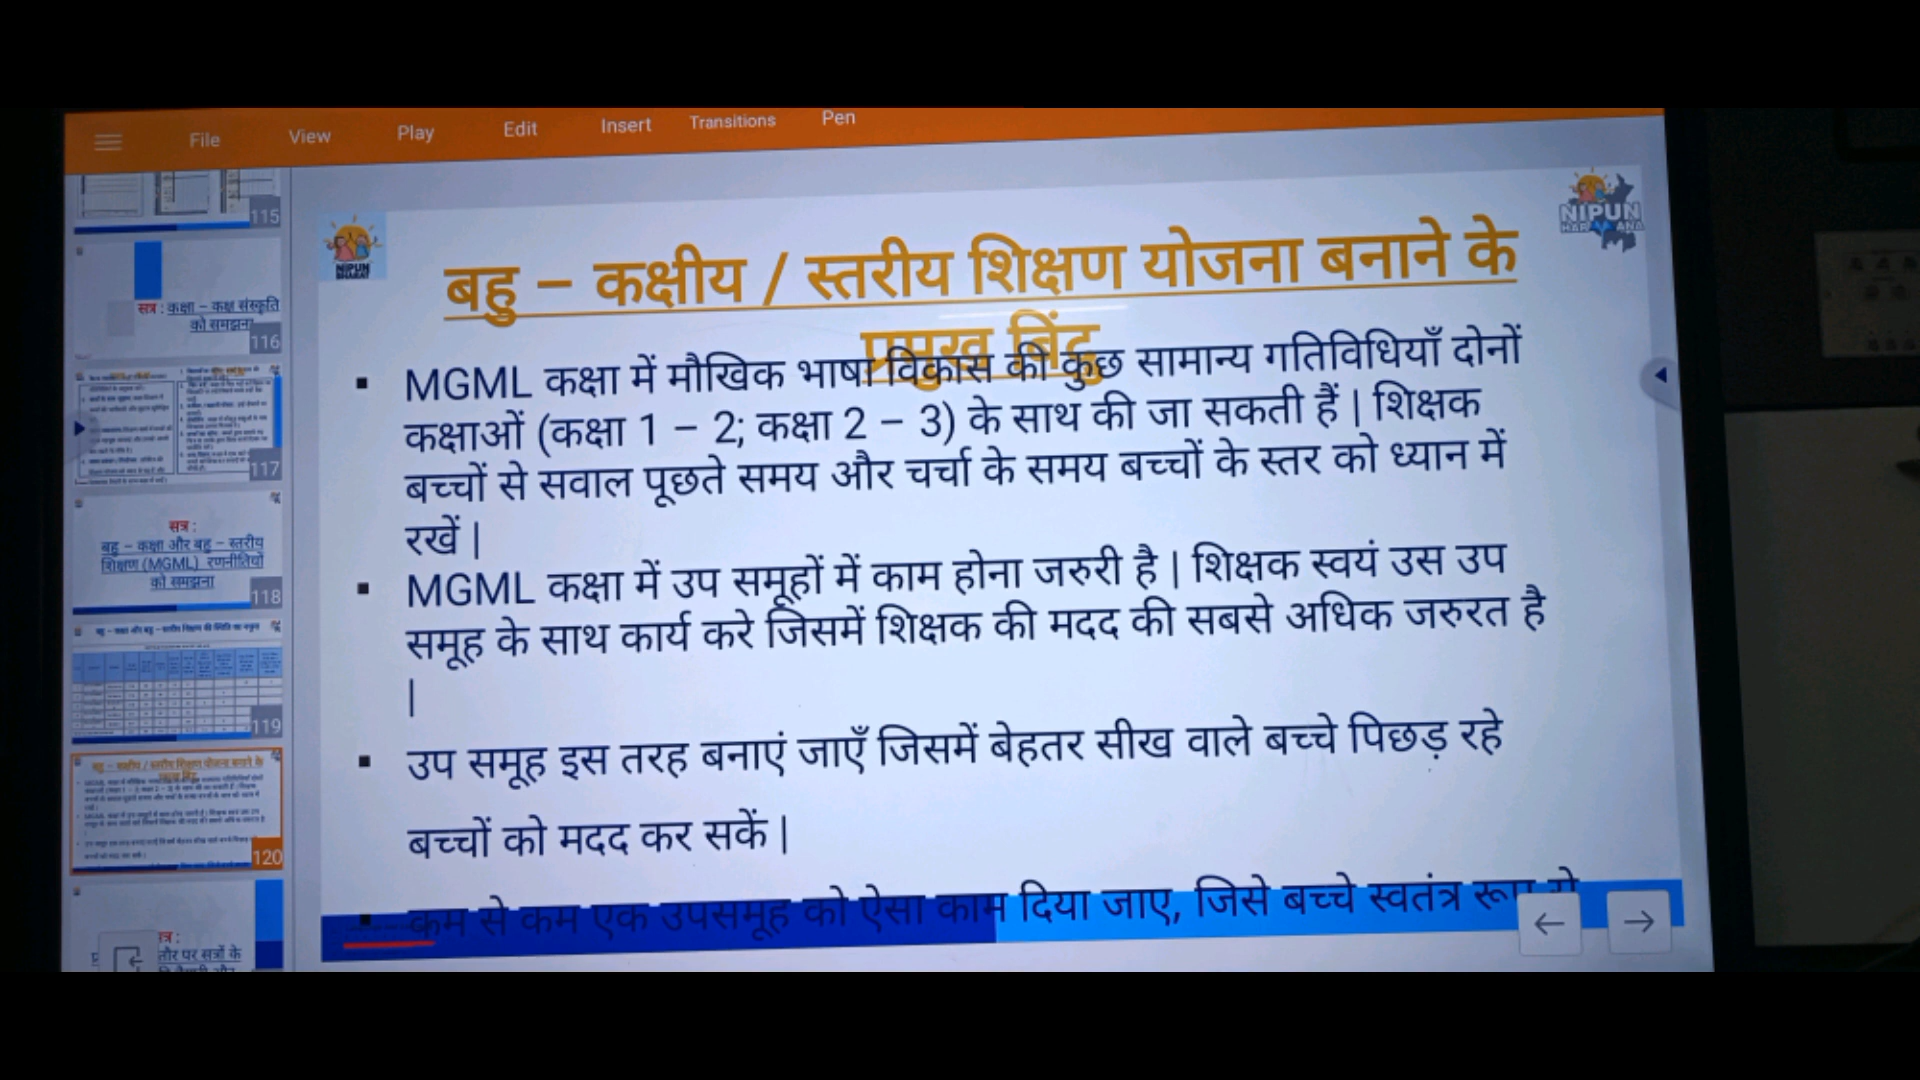 File View Play Edit Insert Transitions Pen
115
सत्र : कक्षा – कक्ष संस्कृति
को समझना
116
117
सत्र :
बहु – कक्षा और बहु – स्तरीय
शिक्षण (MGML) रणनीतियों
को समझना
118
119
120
सत्र :
तौर पर सत्रों के
NIPUN
BHARAT
NIPUN
HARYANA
बहु – कक्षीय / स्तरीय शिक्षण योजना बनाने के
प्रमुख बिंदु
▪ MGML कक्षा में मौखिक भाषा विकास की कुछ सामान्य गतिविधियाँ दोनों
कक्षाओं (कक्षा 1 – 2; कक्षा 2 – 3) के साथ की जा सकती हैं | शिक्षक
बच्चों से सवाल पूछते समय और चर्चा के समय बच्चों के स्तर को ध्यान में
रखें |
▪ MGML कक्षा में उप समूहों में काम होना जरुरी है | शिक्षक स्वयं उस उप
समूह के साथ कार्य करे जिसमें शिक्षक की मदद की सबसे अधिक जरुरत है
|
▪ उप समूह इस तरह बनाएं जाएँ जिसमें बेहतर सीख वाले बच्चे पिछड़ रहे
बच्चों को मदद कर सकें |
▪ कम से कम एक उपसमूह को ऐसा काम दिया जाए, जिसे बच्चे स्वतंत्र रूप से